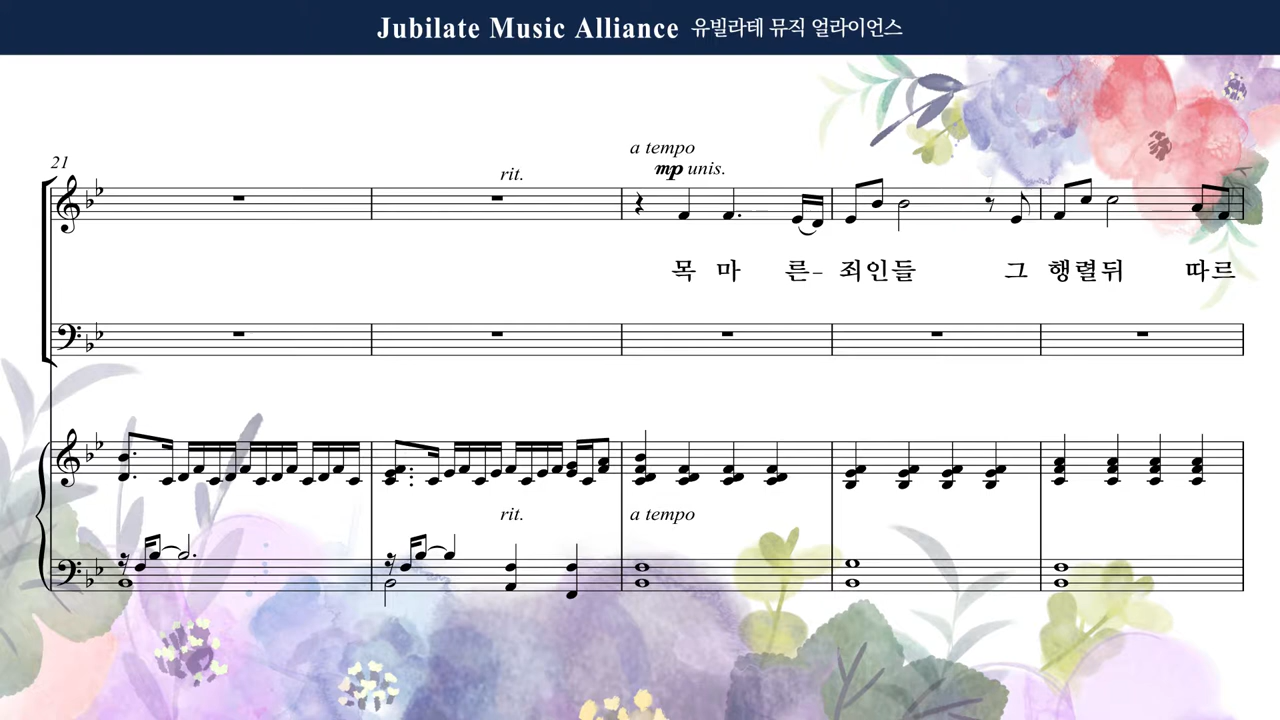 Jubilate Music Alliance 유빌라테 뮤직 얼라이언스
21
rit.
a tempo
mp unis.
목 마 른- 죄인들 그 행렬뒤 따르
rit.
a tempo